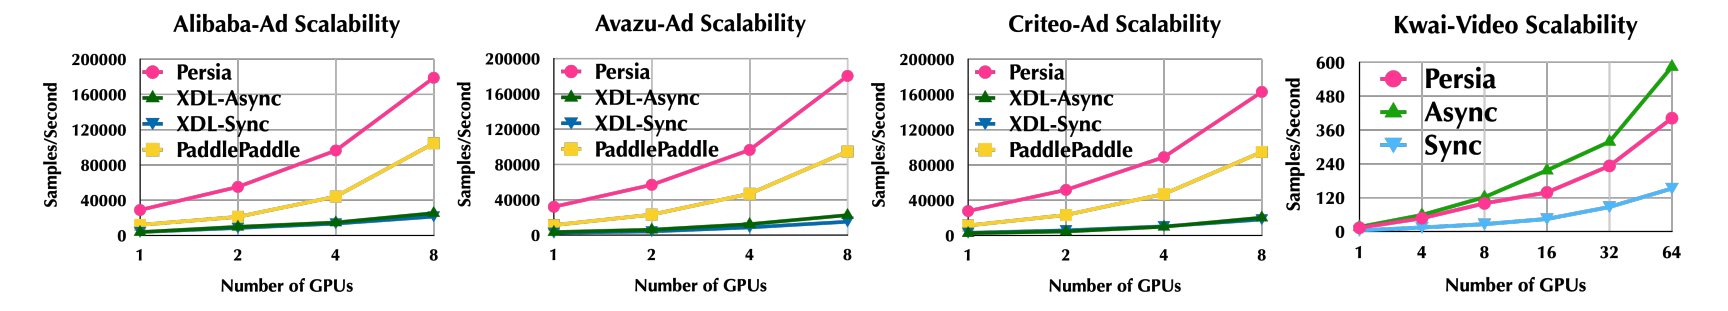 Alibaba-Ad Scalability
Samples/Second
200000
160000
120000
80000
40000
0
Persia
XDL-Async
XDL-Sync
PaddlePaddle
1 2 4 8
Number of GPUs
Avazu-Ad Scalability
Samples/Second
200000
160000
120000
80000
40000
0
Persia
XDL-Async
XDL-Sync
PaddlePaddle
1 2 4 8
Number of GPUs
Criteo-Ad Scalability
Samples/Second
200000
160000
120000
80000
40000
0
Persia
XDL-Async
XDL-Sync
PaddlePaddle
1 2 4 8
Number of GPUs
Kwai-Video Scalability
Samples/Second
600
480
360
240
120
0
Persia
Async
Sync
1 4 8 16 32 64
Number of GPUs